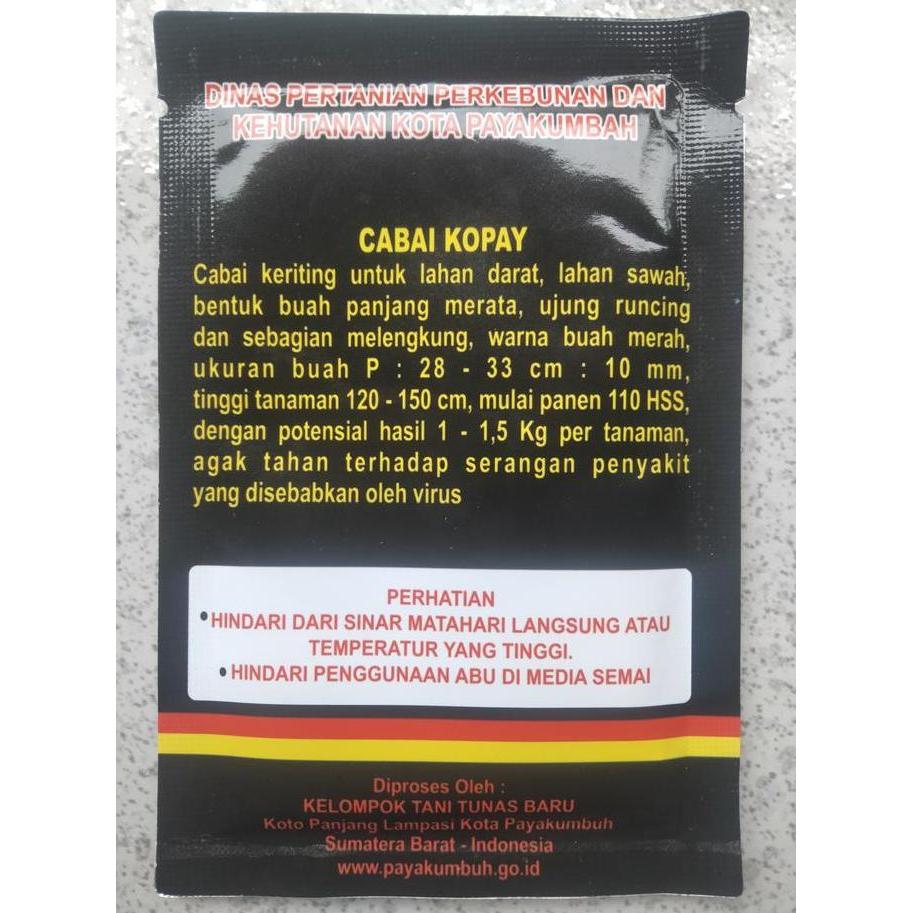 DINAS PERTANIAN PERKEBUNAN DAN
KEHUTANAN KOTA PAYAKUMBAH
CABAI KOPAY
Cabai keriting untuk lahan darat, lahan sawah,
bentuk buah panjang merata, ujung runcing
dan sebagian melengkung, warna buah merah,
ukuran buah P : 28 - 33 cm : 10 mm,
tinggi tanaman 120 - 150 cm, mulai panen 110 HSS,
dengan potensial hasil 1 - 1,5 Kg per tanaman,
agak tahan terhadap serangan penyakit
yang disebabkan oleh virus
PERHATIAN
• HINDARI DARI SINAR MATAHARI LANGSUNG ATAU
TEMPERATUR YANG TINGGI.
• HINDARI PENGGUNAAN ABU DI MEDIA SEMAI
Diproses Oleh :
KELOMPOK TANI TUNAS BARU
Koto Panjang Lampasi Kota Payakumbuh
Sumatera Barat - Indonesia
www.payakumbuh.go.id